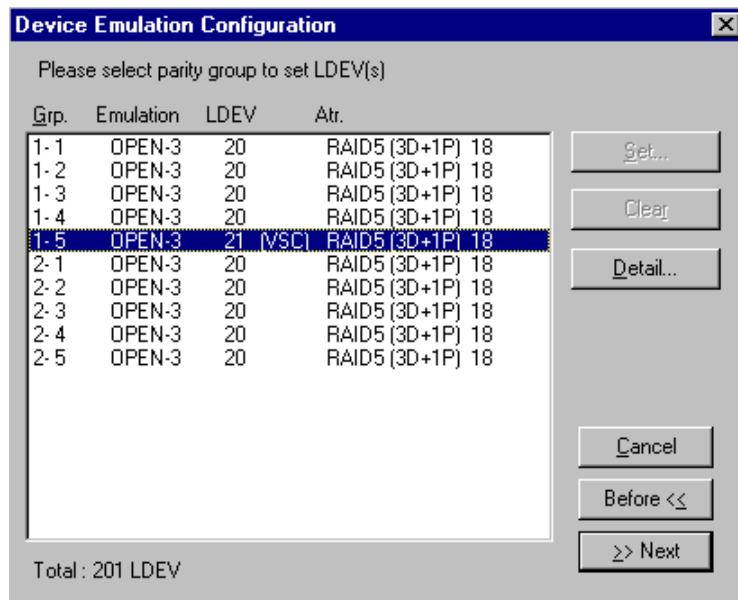 Device Emulation Configuration
Please select parity group to set LDEV(s)
Grp. Emulation LDEV Atr.
1- 1 OPEN-3 20 RAID5 (3D+1P) 18
1- 2 OPEN-3 20 RAID5 (3D+1P) 18
1- 3 OPEN-3 20 RAID5 (3D+1P) 18
1- 4 OPEN-3 20 RAID5 (3D+1P) 18
1- 5 OPEN-3 21 (VSC) RAID5 (3D+1P) 18
2- 1 OPEN-3 20 RAID5 (3D+1P) 18
2- 2 OPEN-3 20 RAID5 (3D+1P) 18
2- 3 OPEN-3 20 RAID5 (3D+1P) 18
2- 4 OPEN-3 20 RAID5 (3D+1P) 18
2- 5 OPEN-3 20 RAID5 (3D+1P) 18
Set...
Clear
Detail...
Cancel
Before <<
>> Next
Total : 201 LDEV